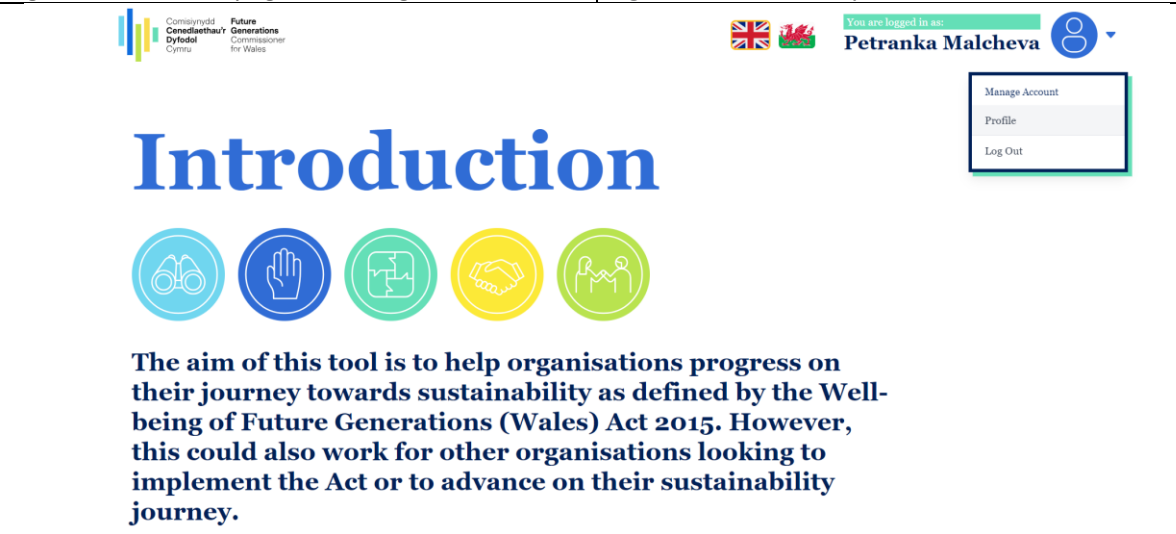 Comisiynydd
Cenedlaethau'r
Dyfodol
Cymru
Future
Generations
Commissioner
for Wales
You are logged in as:
Petranka Malcheva
Manage Account
Profile
Log Out
Introduction
The aim of this tool is to help organisations progress on
their journey towards sustainability as defined by the Well-
being of Future Generations (Wales) Act 2015. However,
this could also work for other organisations looking to
implement the Act or to advance on their sustainability
journey.